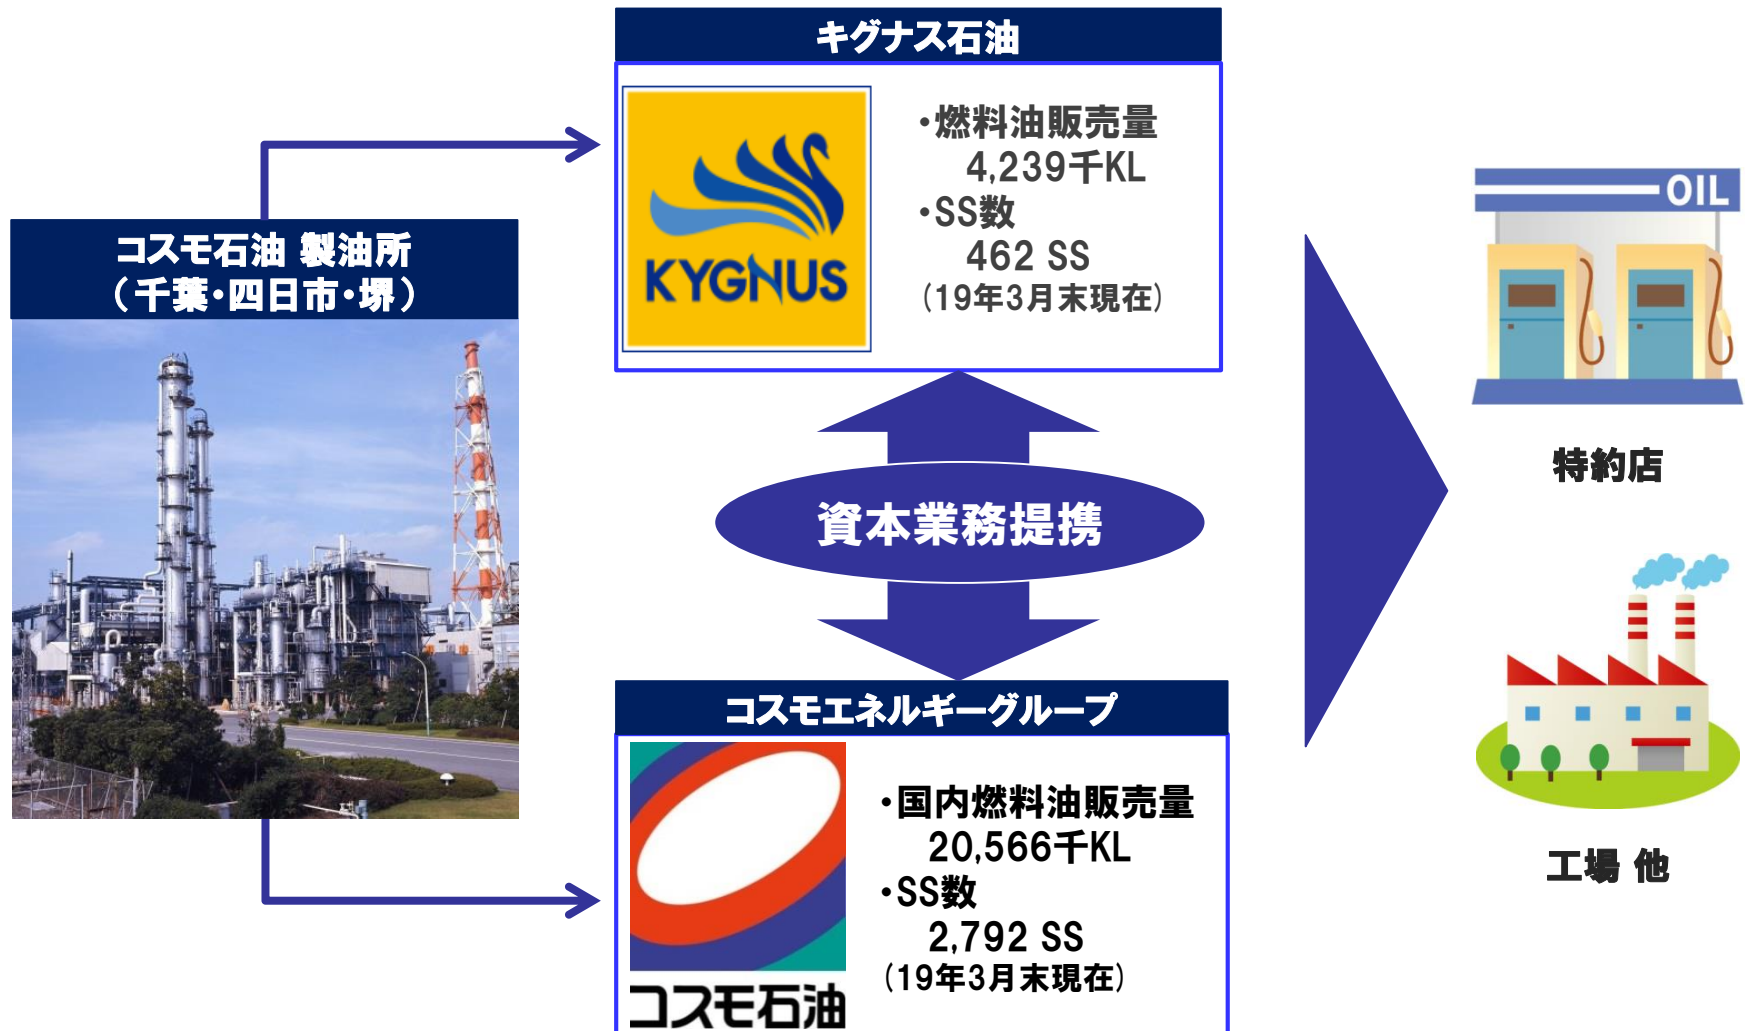 コスモ石油 製油所
（千葉・四日市・堺）
キグナス石油
KYGNUS
・燃料油販売量
4,239千KL
・SS数
462 SS
(19年3月末現在)
資本業務提携
コスモエネルギーグループ
コスモ石油
・国内燃料油販売量
20,566千KL
・SS数
2,792 SS
(19年3月末現在)
OIL
特約店
工場 他